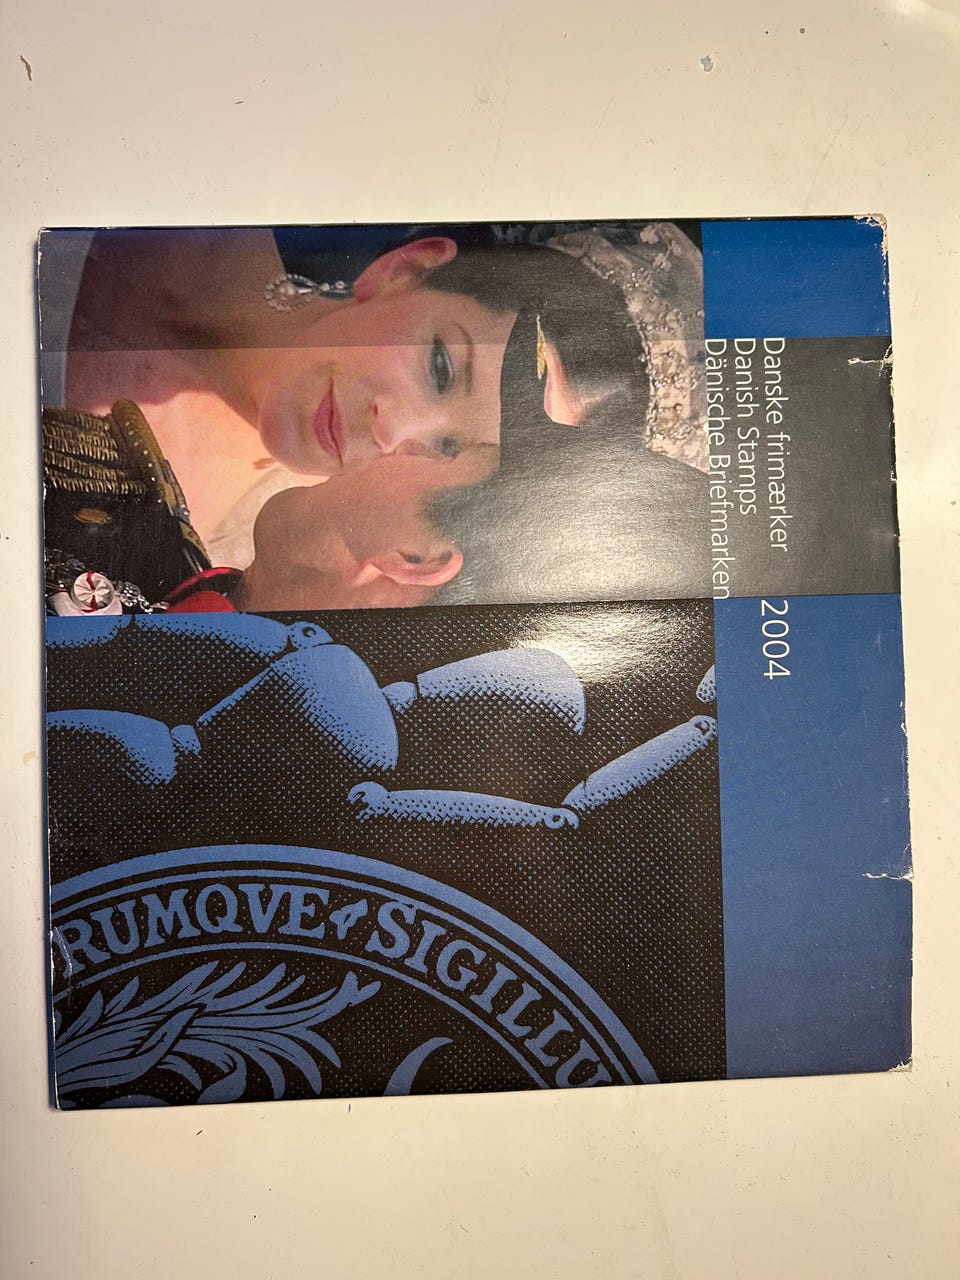 Danske frimærker 2004
Danish Stamps
Dänische Briefmarken
RUMQVE SIGILLU